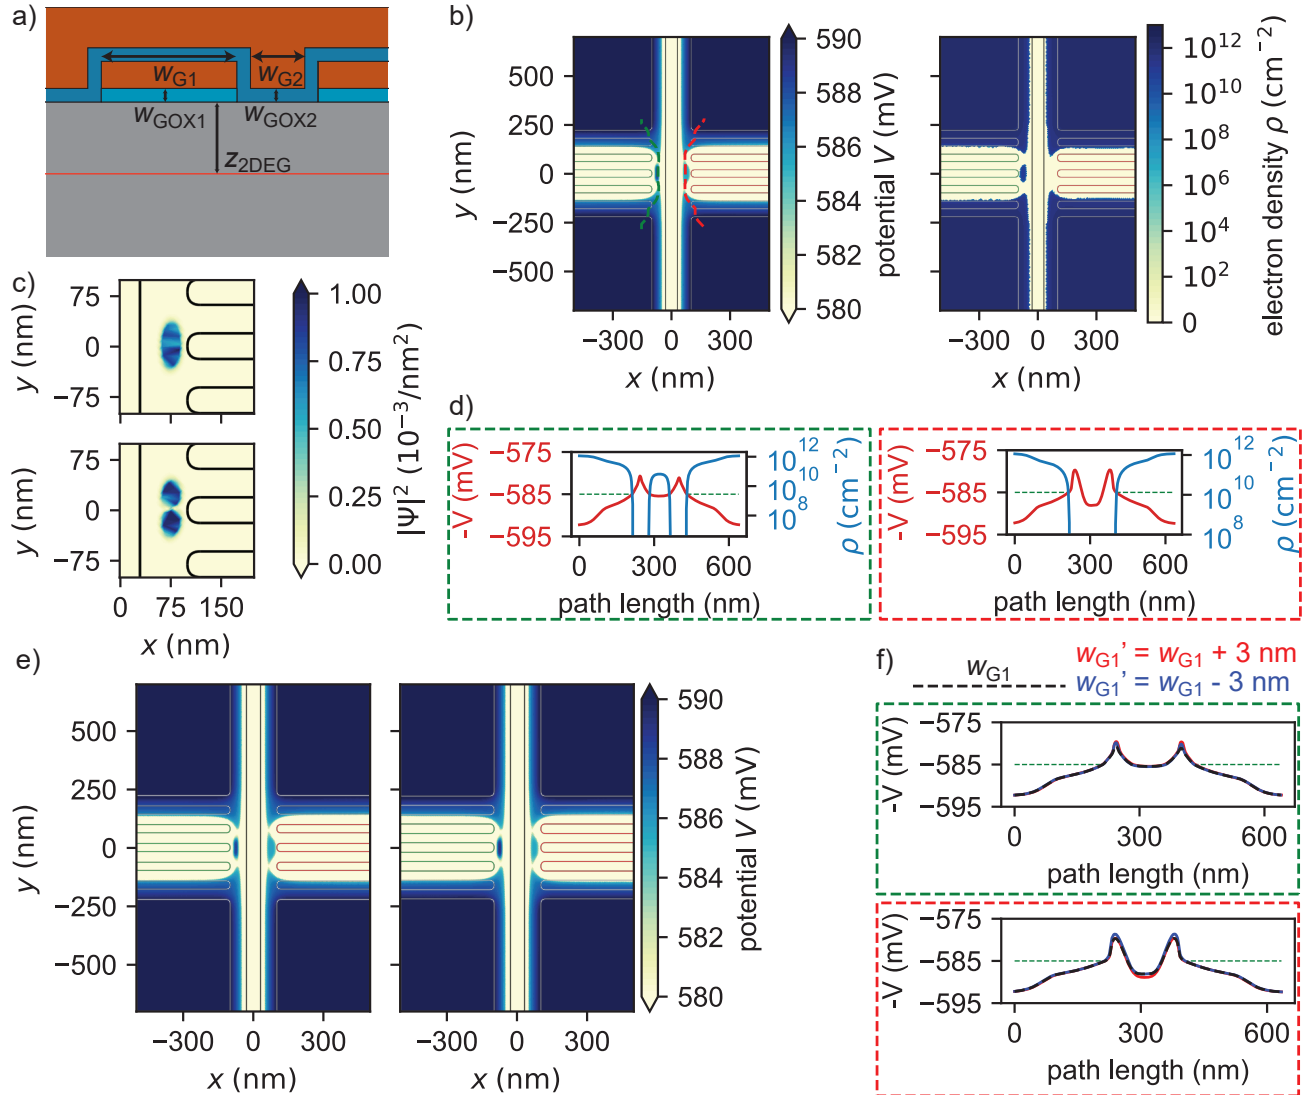 a)
w_G1
w_G2
w_GOX1
w_GOX2
z_2DEG
b)
y (nm)
500
250
0
−250
−500
−300
0
300
x (nm)
590
588
586
584
582
580
potential V (mV)
−300
0
300
x (nm)
10^12
10^10
10^8
10^6
10^4
10^2
0
electron density ρ (cm^−2)
c)
y (nm)
75
0
−75
y (nm)
75
0
−75
0
75
150
x (nm)
1.00
0.75
0.50
0.25
0.00
|Ψ|^2 (10^−3/nm^2)
d)
-V (mV)
−575
−585
−595
10^12
10^10
10^8
ρ (cm^−2)
0
300
600
path length (nm)
-V (mV)
−575
−585
−595
10^12
10^10
10^8
ρ (cm^−2)
0
300
600
path length (nm)
e)
y (nm)
500
250
0
−250
−500
−300
0
300
x (nm)
−300
0
300
x (nm)
590
588
586
584
582
580
potential V (mV)
f)
w_G1
w_G1' = w_G1 + 3 nm
w_G1' = w_G1 - 3 nm
-V (mV)
−575
−585
−595
0
300
600
path length (nm)
-V (mV)
−575
−585
−595
0
300
600
path length (nm)